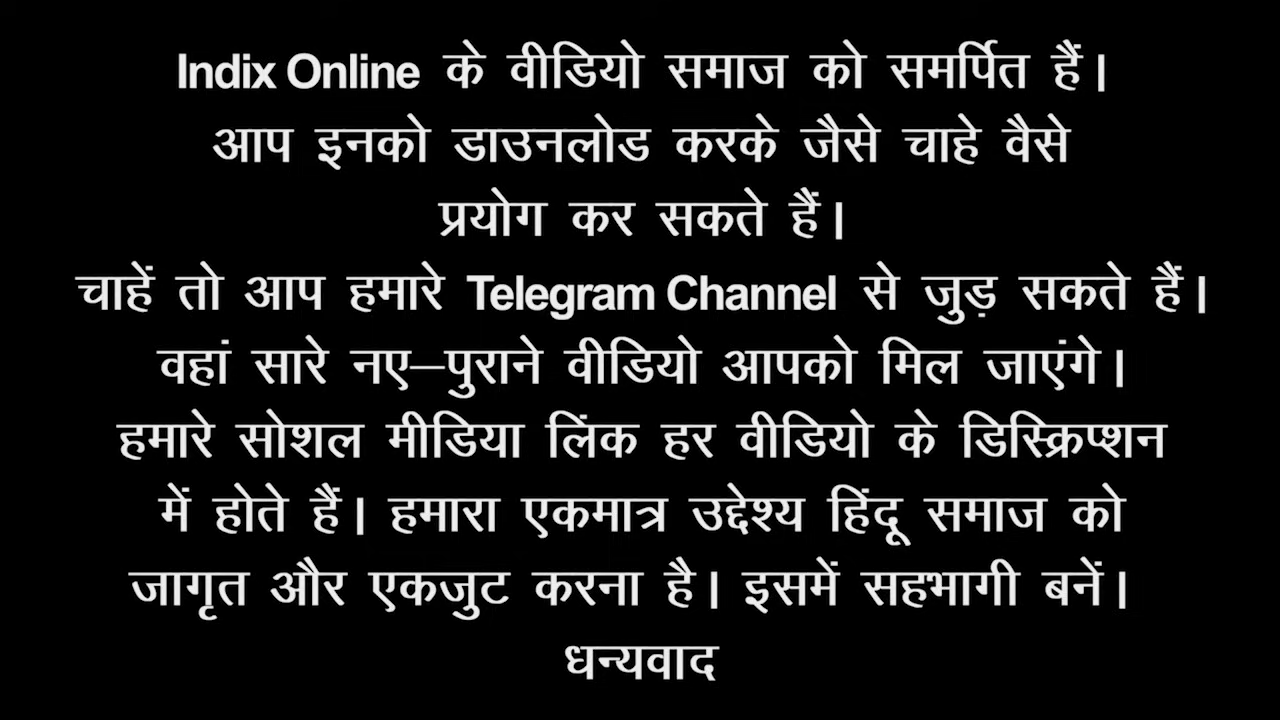 Indix Online के वीडियो समाज को समर्पित हैं।
आप इनको डाउनलोड करके जैसे चाहे वैसे
प्रयोग कर सकते हैं।
चाहें तो आप हमारे Telegram Channel से जुड़ सकते हैं।
वहां सारे नए–पुराने वीडियो आपको मिल जाएंगे।
हमारे सोशल मीडिया लिंक हर वीडियो के डिस्क्रिप्शन
में होते हैं। हमारा एकमात्र उद्देश्य हिंदू समाज को
जागृत और एकजुट करना है। इसमें सहभागी बनें।
धन्यवाद